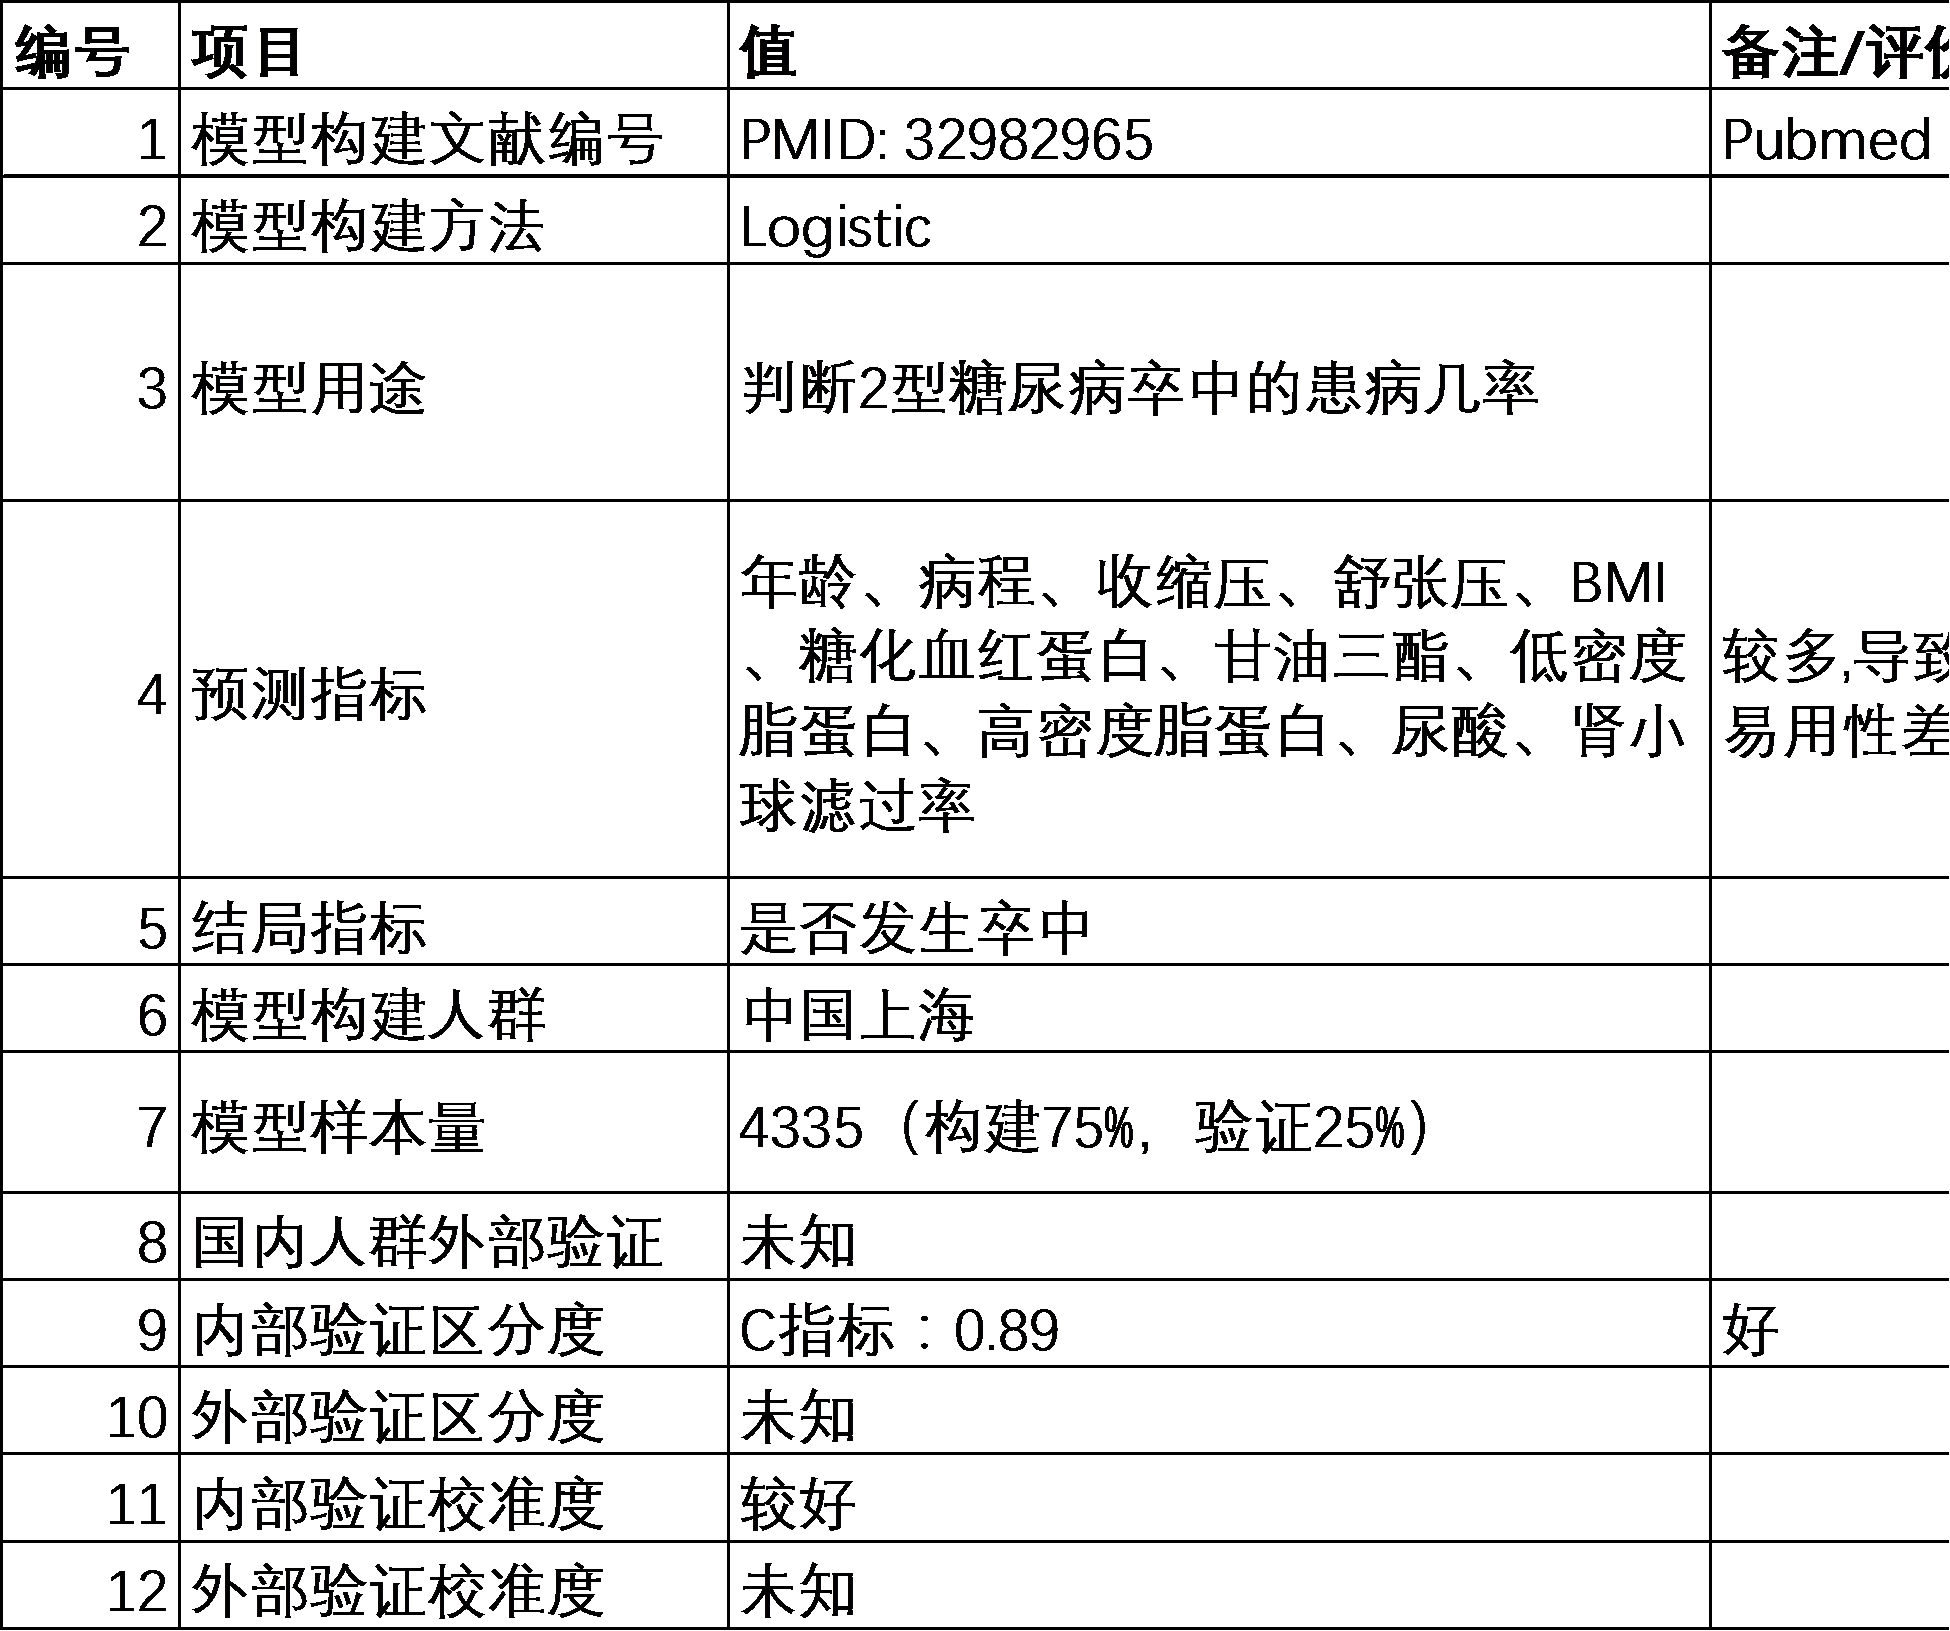 编号 项目 值 备注/评价
1 模型构建文献编号 PMID: 32982965 Pubmed
2 模型构建方法 Logistic
3 模型用途 判断2型糖尿病卒中的患病几率
年龄、病程、收缩压、舒张压、BMI
、糖化血红蛋白、甘油三酯、低密度 较多,导致
4 预测指标
脂蛋白、高密度脂蛋白、尿酸、肾小 易用性差
球滤过率
5 结局指标 是否发生卒中
6 模型构建人群 中国上海
7 模型样本量 4335（构建75%，验证25%）
8 国内人群外部验证 未知
9 内部验证区分度 C指标：0.89 好
10 外部验证区分度 未知
11 内部验证校准度 较好
12 外部验证校准度 未知